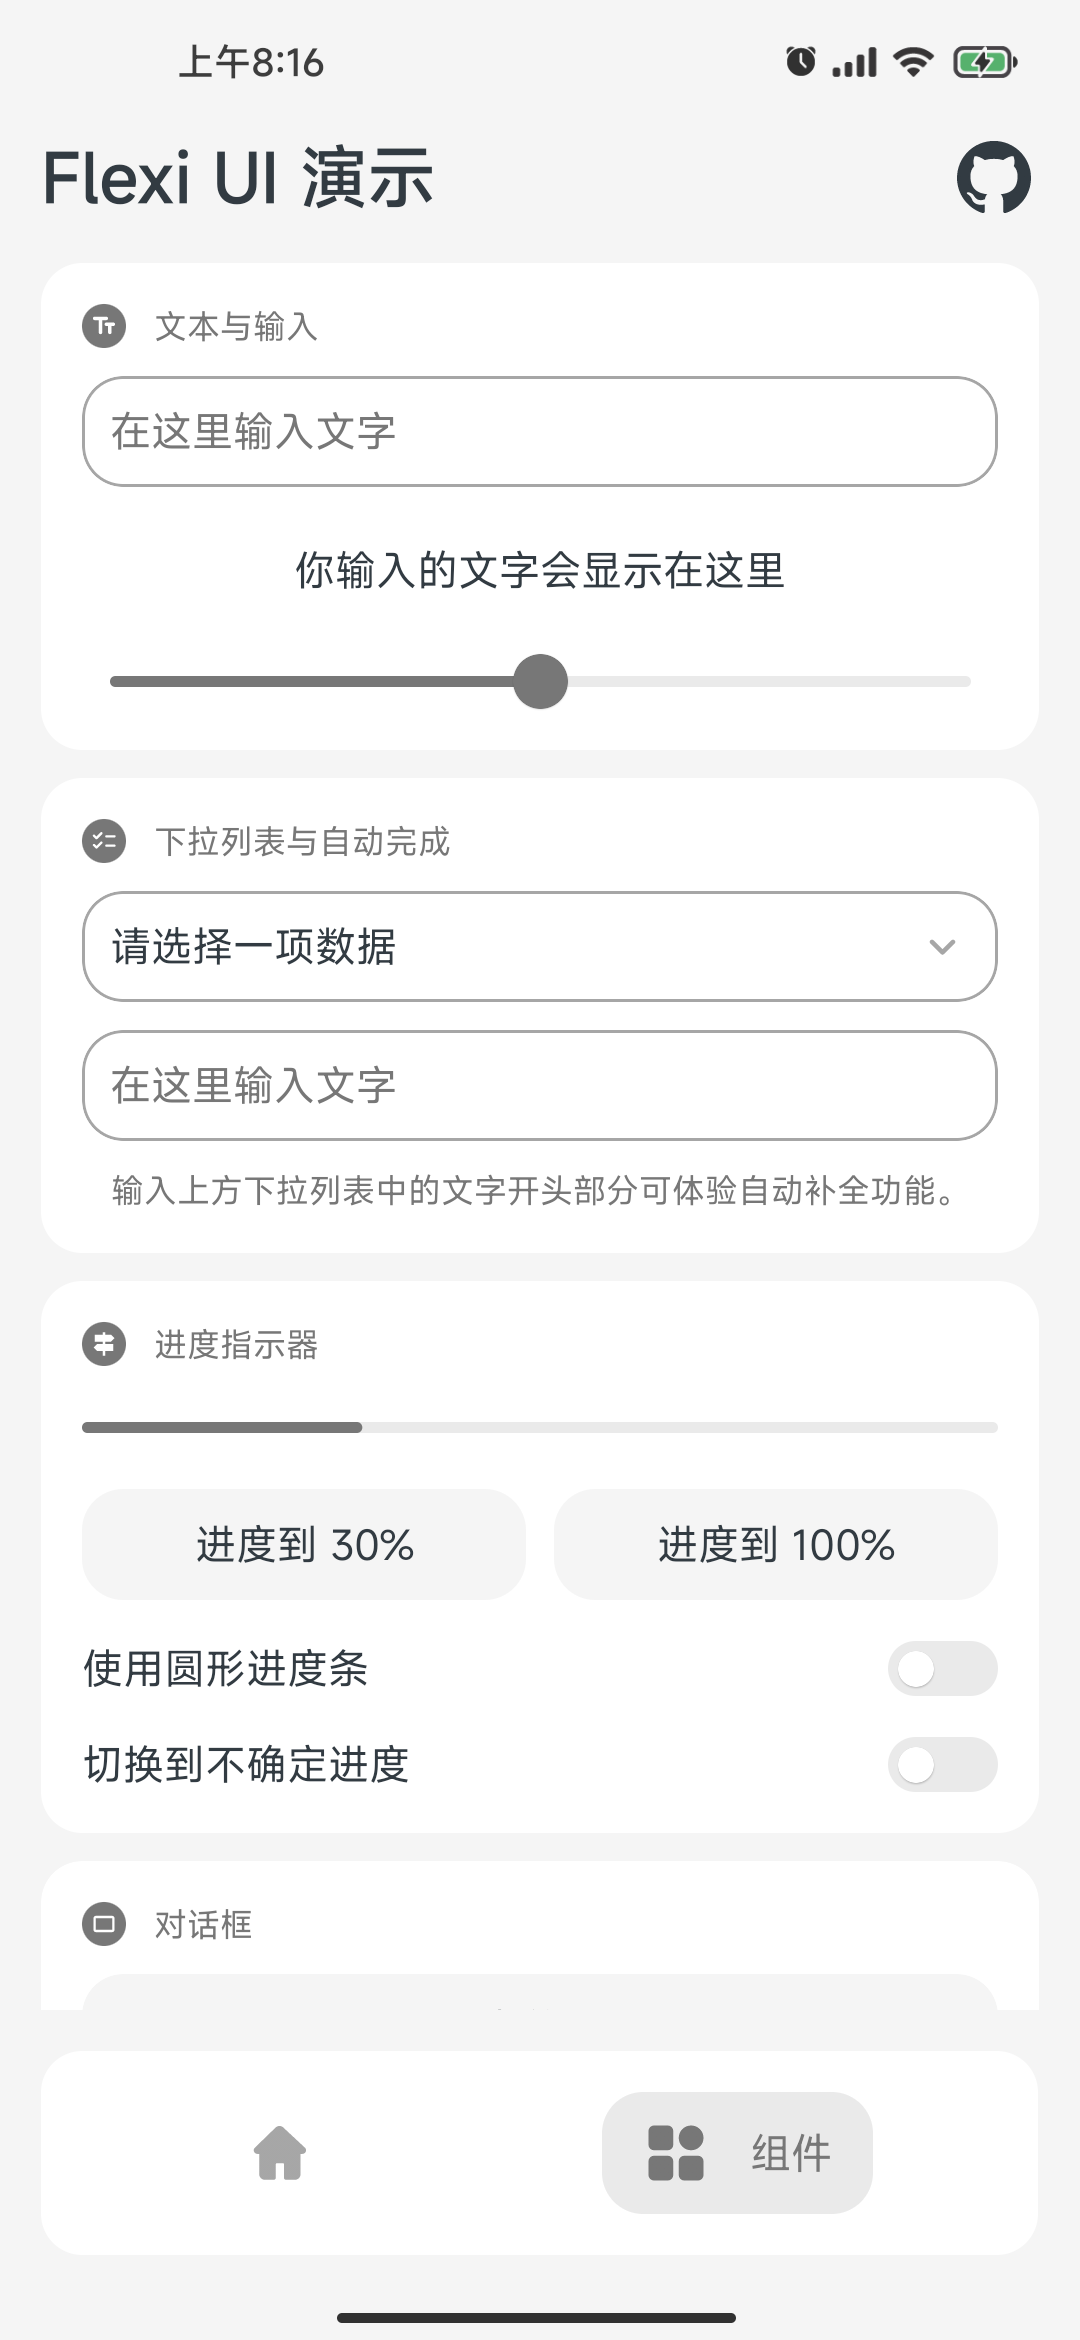 上午8:16
Flexi UI 演示
文本与输入
在这里输入文字
你输入的文字会显示在这里
下拉列表与自动完成
请选择一项数据
在这里输入文字
输入上方下拉列表中的文字开头部分可体验自动补全功能。
进度指示器
进度到 30%
进度到 100%
使用圆形进度条
切换到不确定进度
对话框
组件